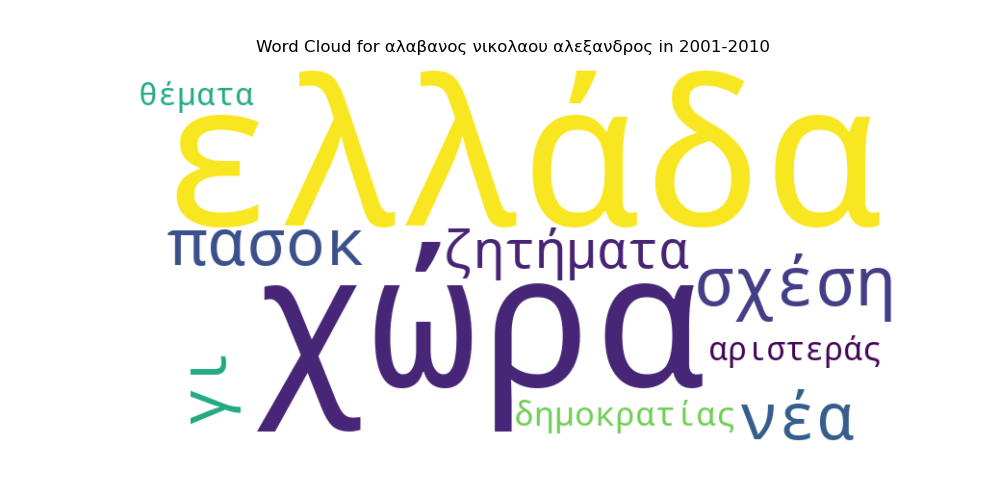 Word Cloud for αλαβανος νικολαου αλεξανδρος in 2001-2010
θέματα
ελλάδα
πασοκ
ζητήματα
σχέση
χώρα
αριστεράς
γι
δημοκρατίας
νέα